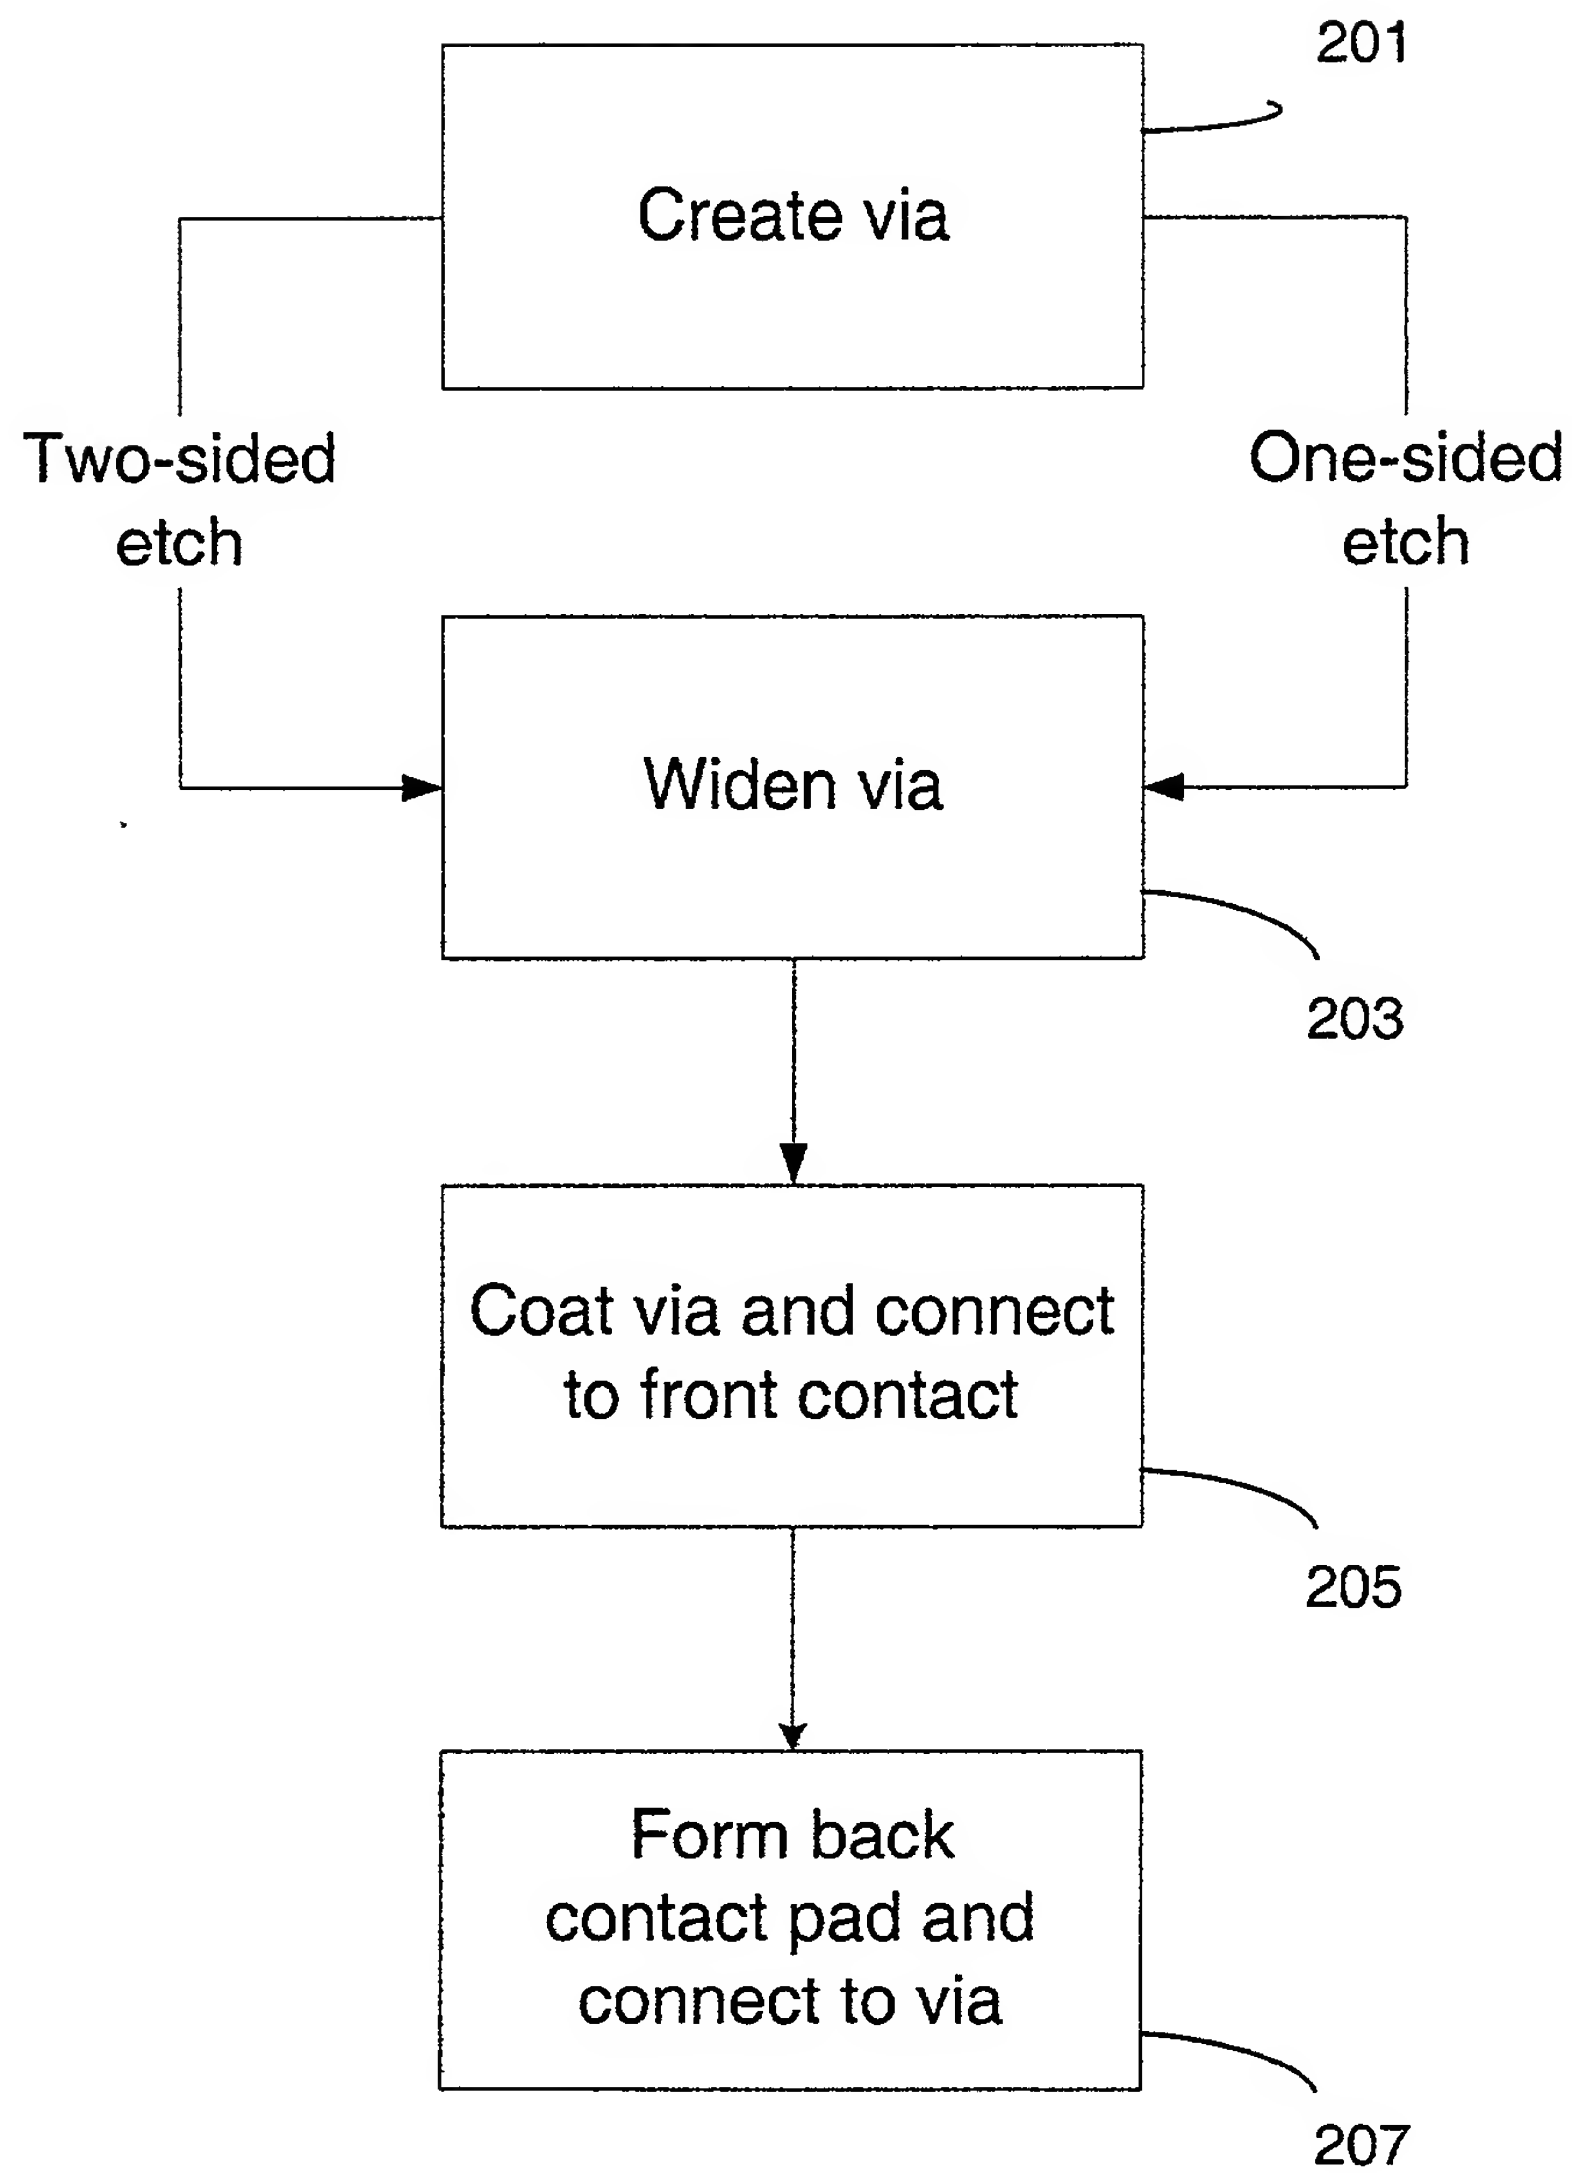 201
Create via
Two-sided
etch
One-sided
etch
Widen via
203
Coat via and connect
to front contact
205
Form back
contact pad and
connect to via
207